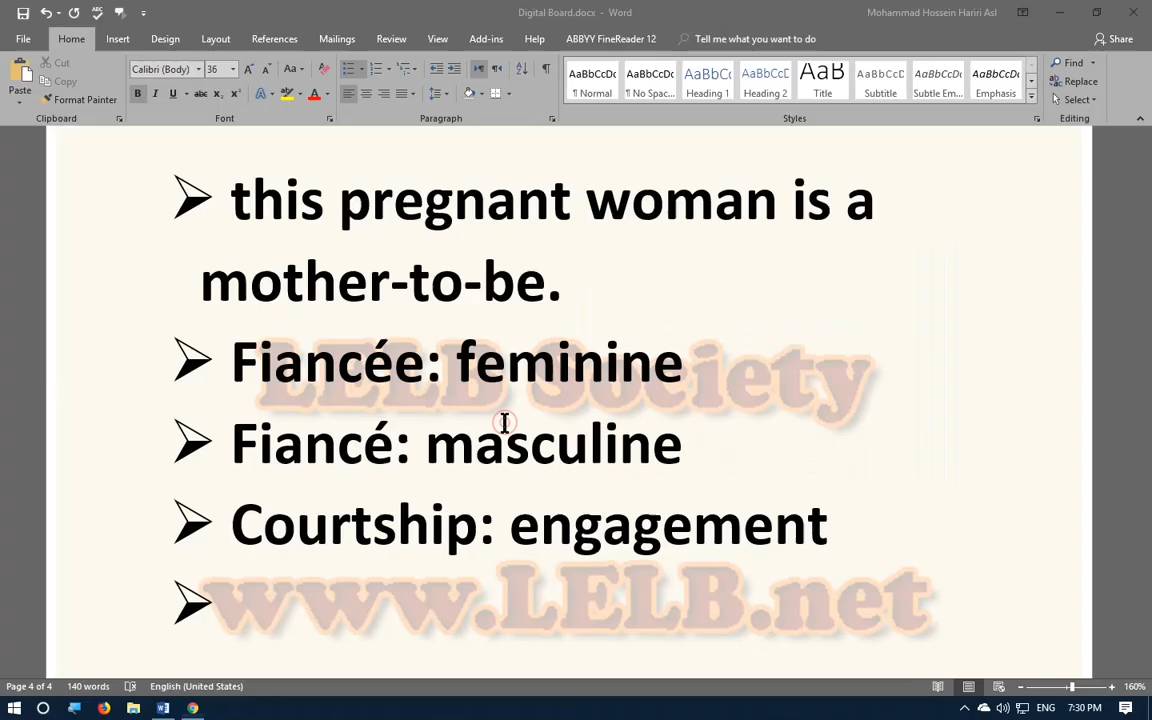 Digital Board.docx - Word
Mohammad Hossein Hariri Asl
File Home Insert Design Layout References Mailings Review View Add-ins Help ABBYY FineReader 12 Tell me what you want to do Share
Paste
Cut
Copy
Format Painter
Calibri (Body) 36
Aa
B I U abc x₂ x²
AaBbCcDc AaBbCcDc AaBbCc AaBbCcD AaB AaBbCcD AaBbCcDc AaBbCcDc
¶ Normal ¶ No Spac... Heading 1 Heading 2 Title Subtitle Subtle Em... Emphasis
Find
Replace
Select
Clipboard Font Paragraph Styles Editing
➢ this pregnant woman is a
mother-to-be.
➢ Fiancée: feminine
LELB Society
➢ Fiancé: masculine
➢ Courtship: engagement
➢
www.LELB.net
Page 4 of 4 140 words English (United States) 160%
ENG 7:30 PM